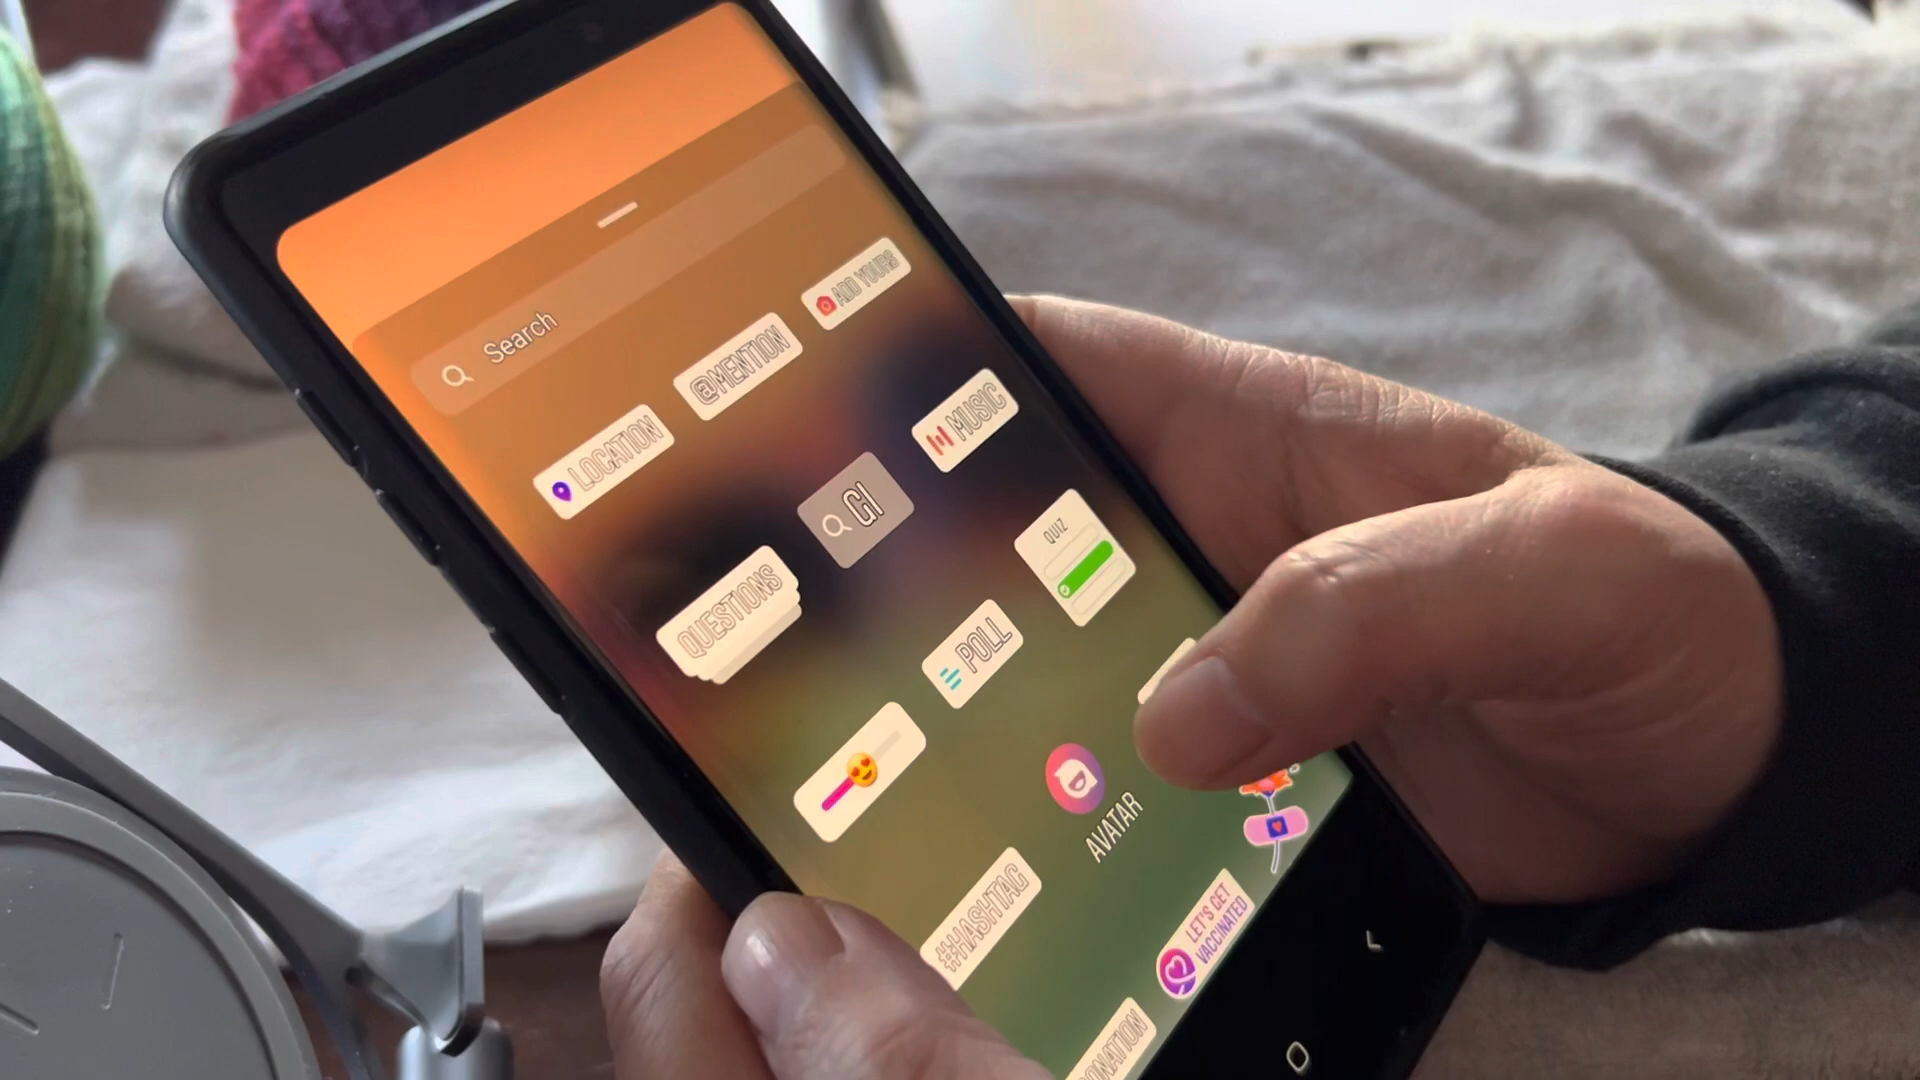 Search
LOCATION
@MENTION
ADD YOURS
QUESTIONS
GI
MUSIC
POLL
QUIZ
AVATAR
#HASHTAG
LET'S GET
VACCINATED
DONATION